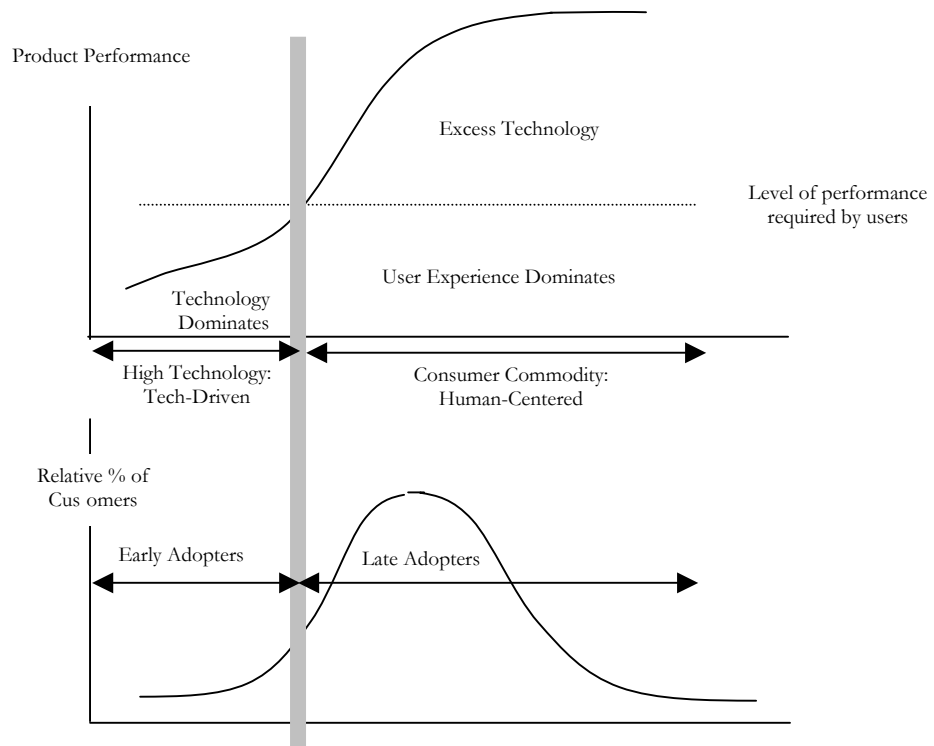 Product Performance
Excess Technology
Level of performance
required by users
User Experience Dominates
Technology
Dominates
High Technology:
Tech-Driven
Consumer Commodity:
Human-Centered
Relative % of
Cus omers
Early Adopters
Late Adopters